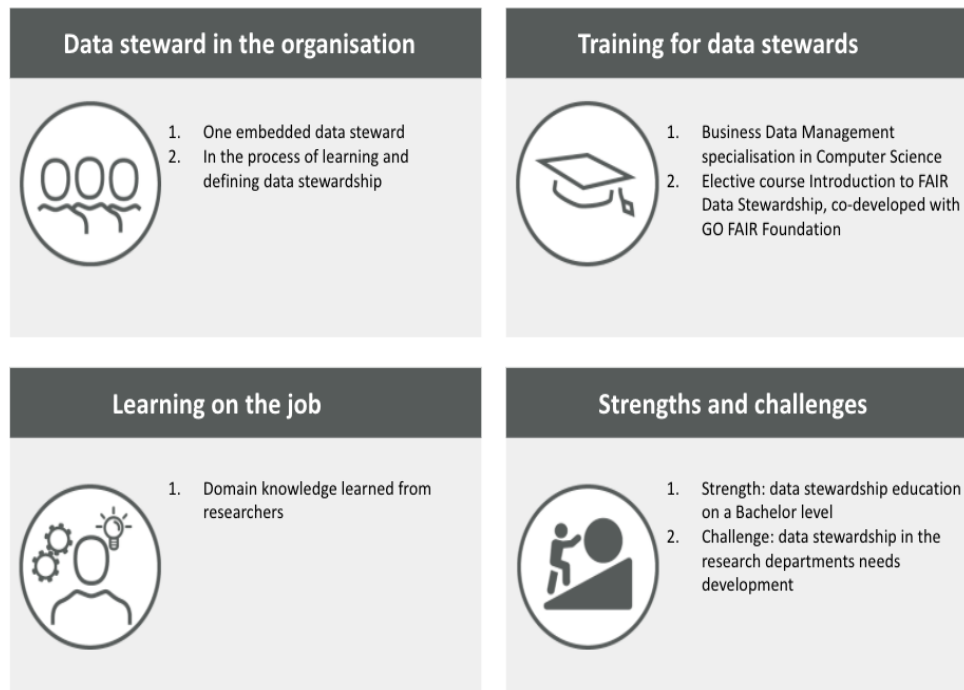 Data steward in the organisation
1. One embedded data steward
2. In the process of learning and
defining data stewardship
Training for data stewards
1. Business Data Management
specialisation in Computer Science
2. Elective course Introduction to FAIR
Data Stewardship, co-developed with
GO FAIR Foundation
Learning on the job
1. Domain knowledge learned from
researchers
Strengths and challenges
1. Strength: data stewardship education
on a Bachelor level
2. Challenge: data stewardship in the
research departments needs
development